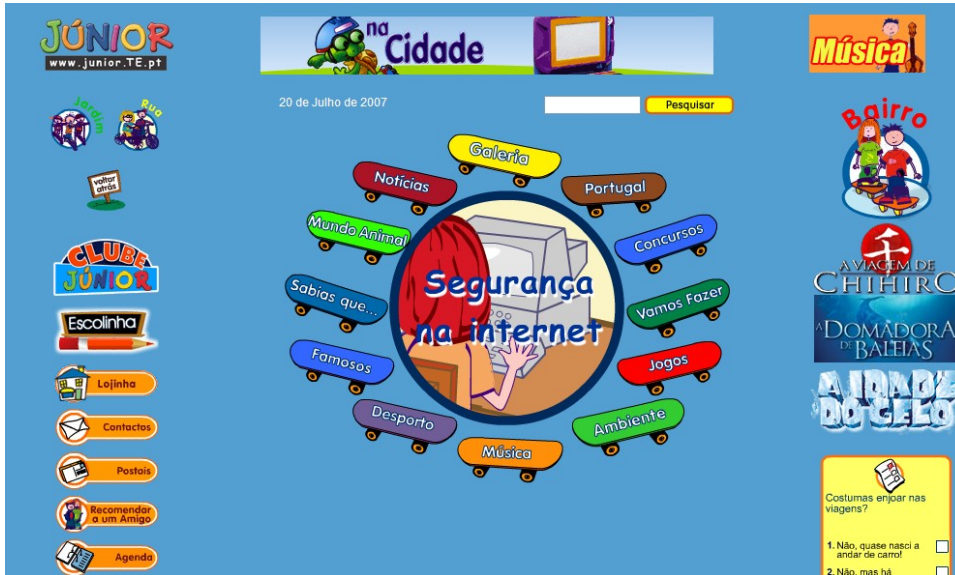 JÚNIOR
www.junior.TE.pt
na
Cidade
Música
20 de Julho de 2007
Pesquisar
Jardim
Rua
Bairro
voltar
atrás
Galeria
Notícias
Portugal
Mundo Animal
Concursos
Sabias que...
Vamos Fazer
Segurança
na internet
Famosos
Jogos
Desporto
Ambiente
Música
CLUBE
JÚNIOR
Escolinha
Lojinha
Contactos
Postais
Recomendar
a um Amigo
Agenda
A VIAGEM DE
CHIHIRO
A DOMADORA
DE BALEIAS
A IDADE
DO GELO
Costumas enjoar nas
viagens?
1. Não, quase nasci a
andar de carro!
2. Não, mas há